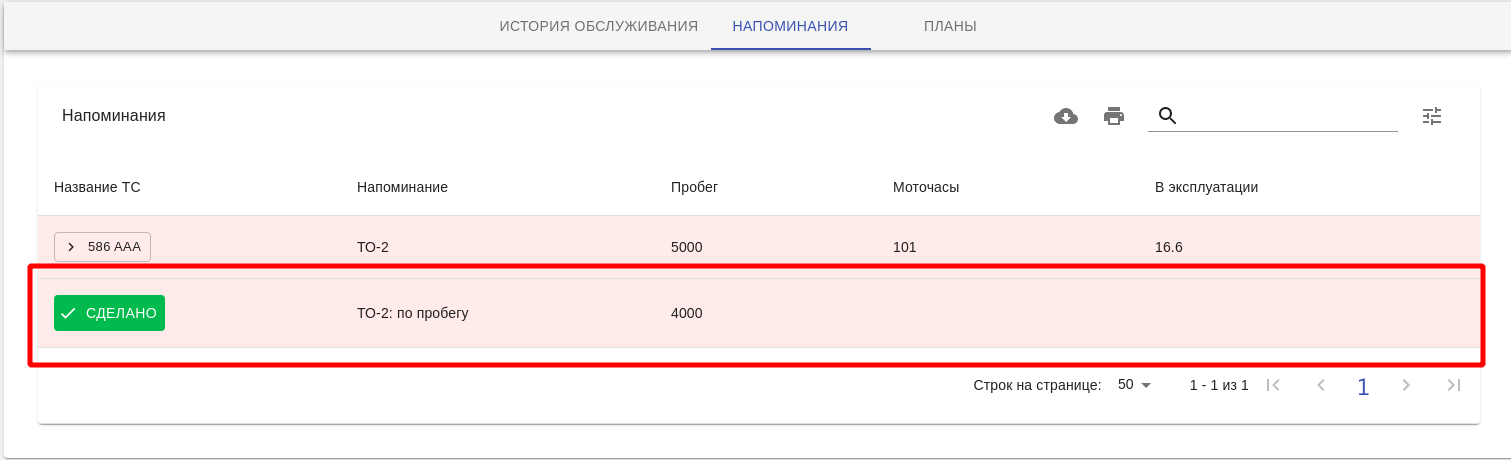 ИСТОРИЯ ОБСЛУЖИВАНИЯ НАПОМИНАНИЯ ПЛАНЫ
Напоминания
Название ТС Напоминание Пробег Моточасы В эксплуатации
586 AAA ТО-2 5000 101 16.6
СДЕЛАНО ТО-2: по пробегу 4000
Строк на странице: 50 1 - 1 из 1 1